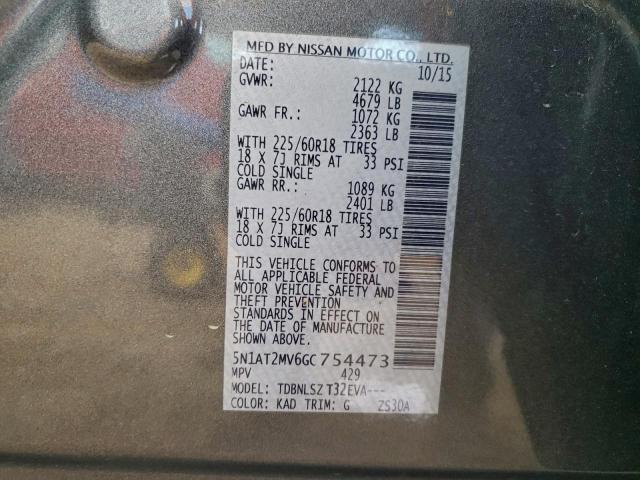 MFD BY NISSAN MOTOR CO., LTD.
DATE: 10/15
GVWR: 2122 KG
4679 LB
GAWR FR.: 1072 KG
2363 LB
WITH 225/60R18 TIRES
18 X 7J RIMS AT 33 PSI
COLD SINGLE
GAWR RR.: 1089 KG
2401 LB
WITH 225/60R18 TIRES
18 X 7J RIMS AT 33 PSI
COLD SINGLE
THIS VEHICLE CONFORMS TO
ALL APPLICABLE FEDERAL
MOTOR VEHICLE SAFETY AND
THEFT PREVENTION
STANDARDS IN EFFECT ON
THE DATE OF MANUFACTURE
SHOWN ABOVE.
5N1AT2MV6GC754473
MPV 429
MODEL: TDBNLSZ T32EVA---
COLOR: KAD TRIM: G ZS30A